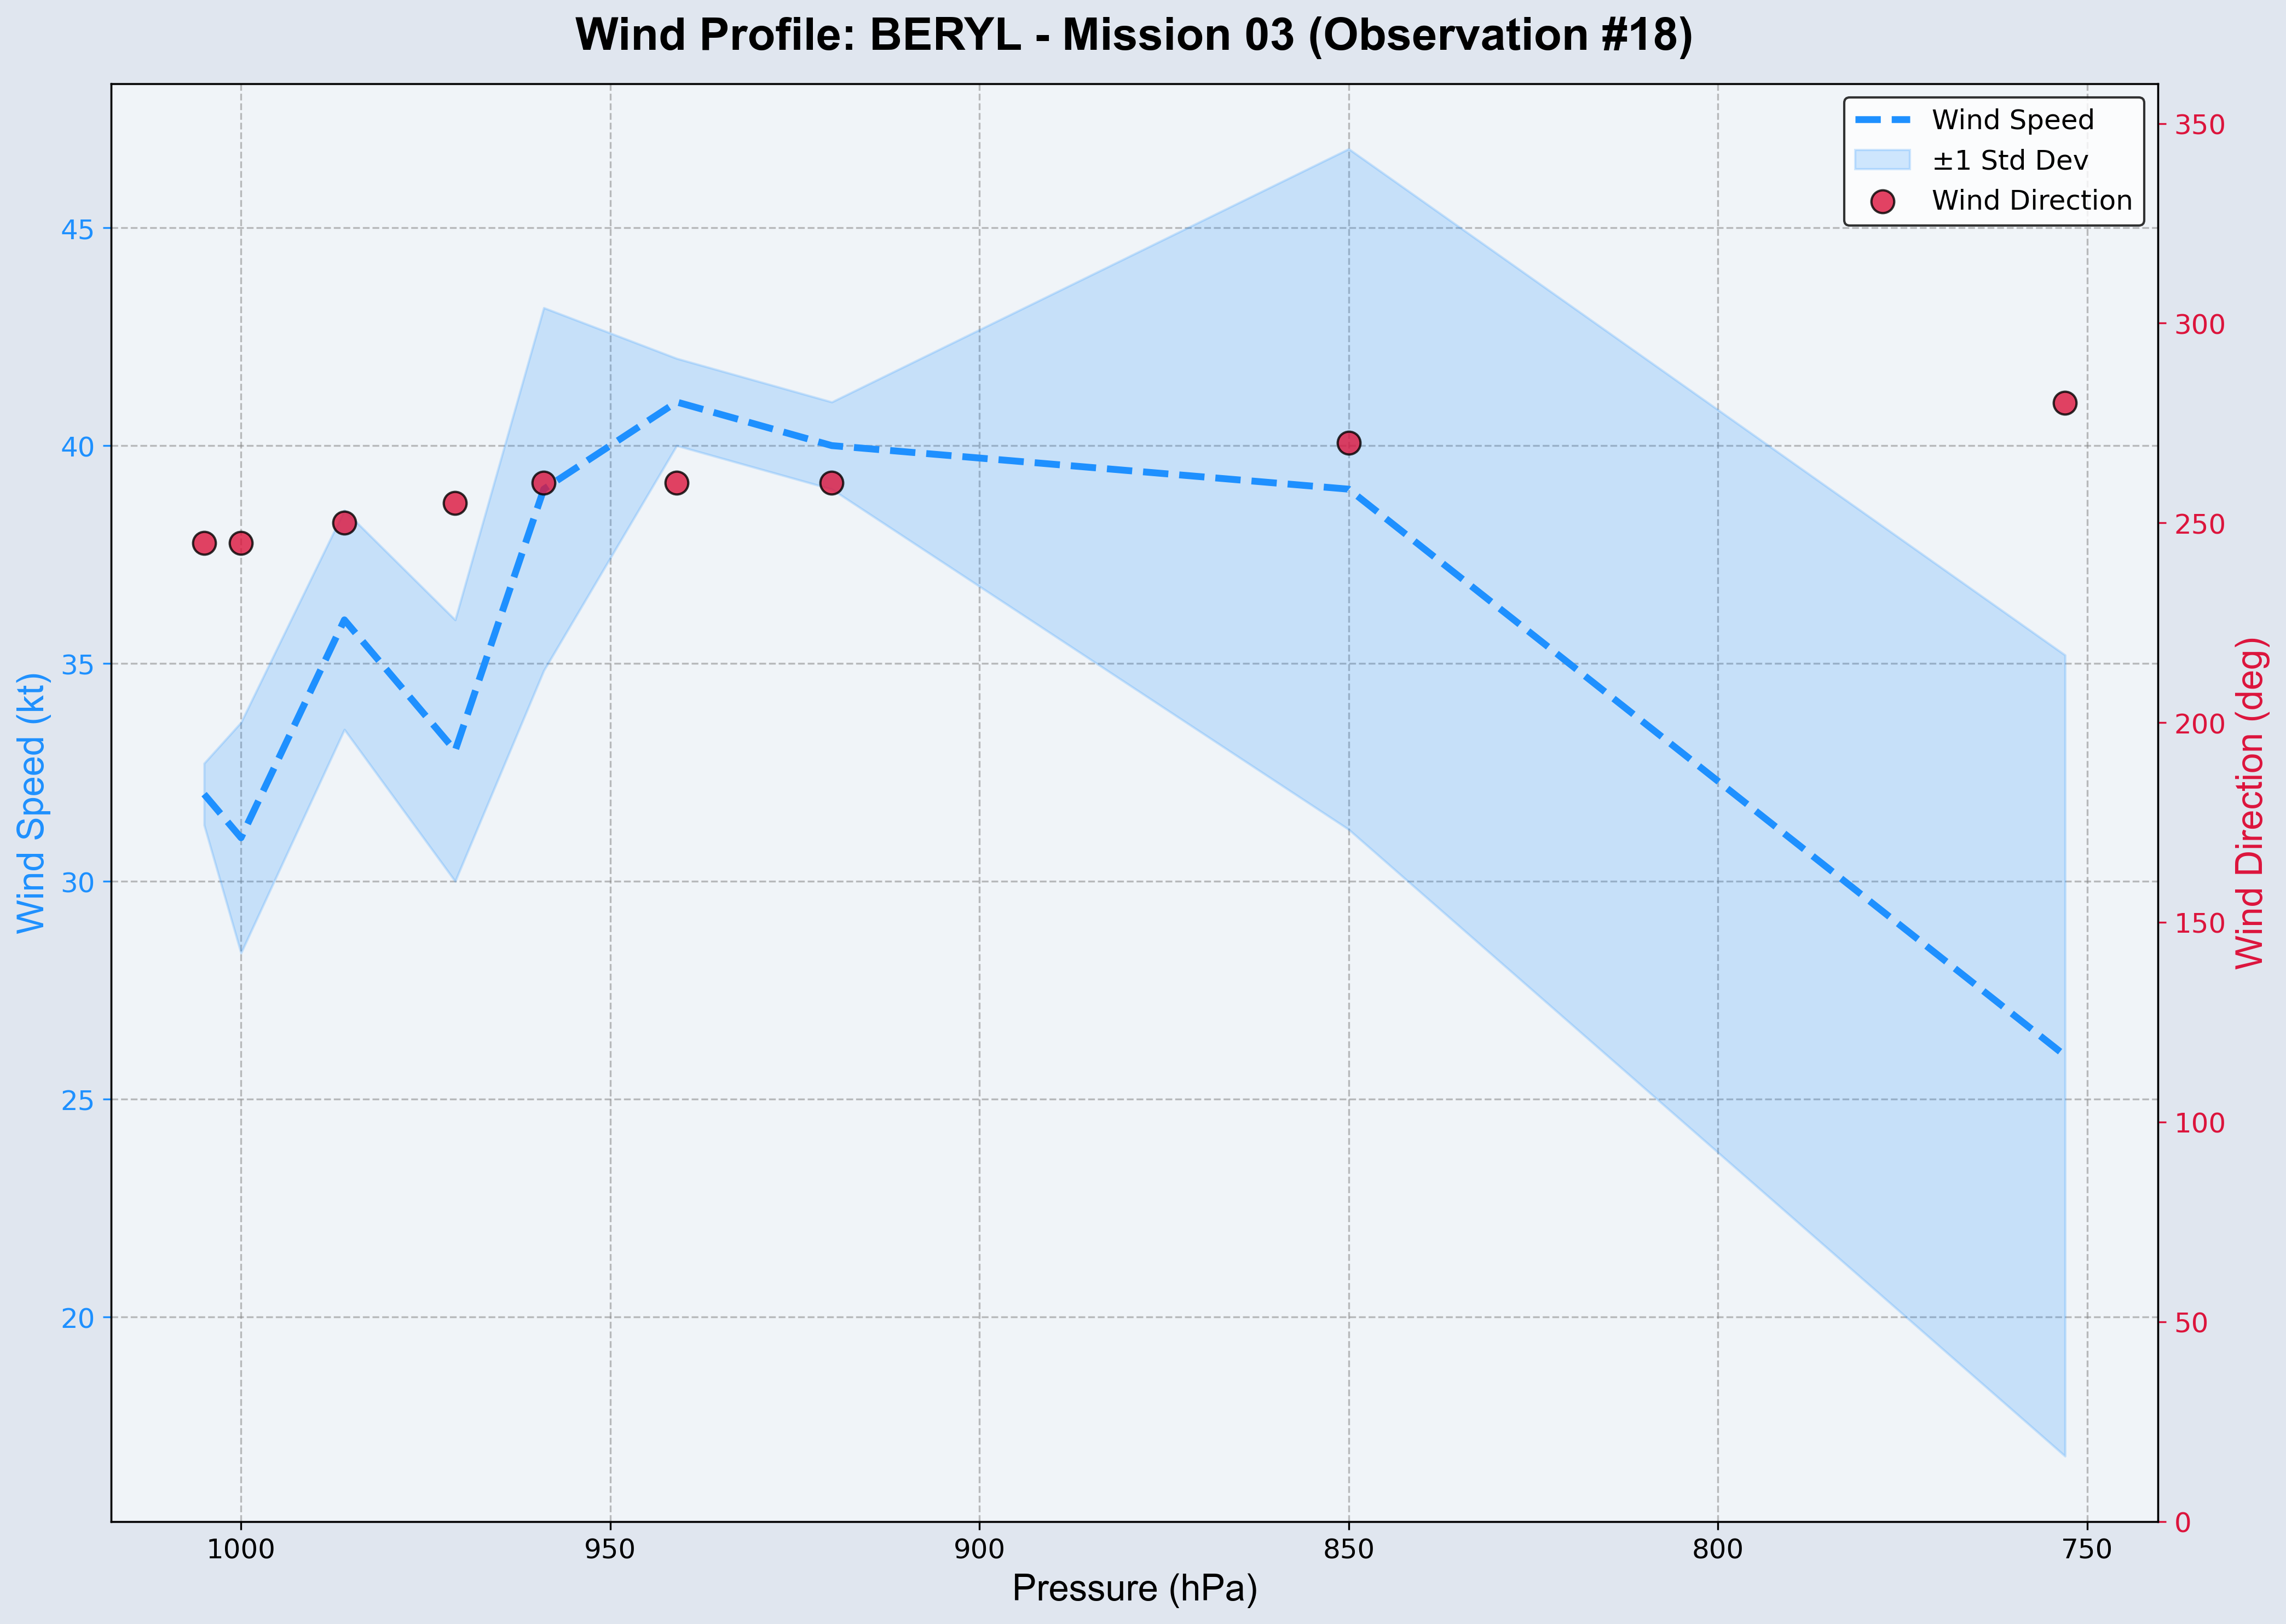 Wind Profile: BERYL - Mission 03 (Observation #18)
Wind Speed
±1 Std Dev
Wind Direction
Wind Speed (kt)
45
40
35
30
25
20
350
300
250
200
150
100
50
0
Wind Direction (deg)
1000
950
900
850
800
750
Pressure (hPa)